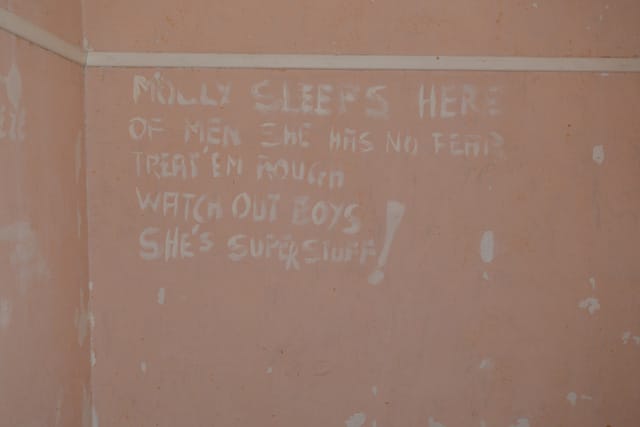 MOLLY SLEEPS HERE
OF MEN SHE HAS NO FEAR
TREAT 'EM ROUGH
WATCH OUT BOYS
SHE'S SUPERSTUFF!